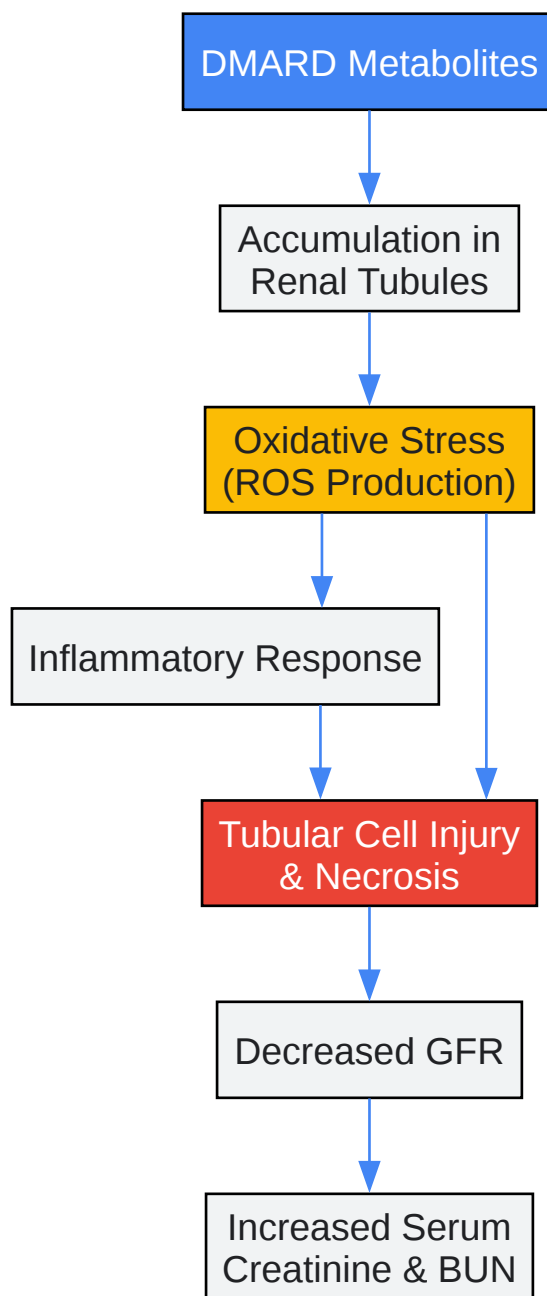 DMARD Metabolites
Accumulation in
Renal Tubules
Oxidative Stress
(ROS Production)
Inflammatory Response
Tubular Cell Injury
& Necrosis
Decreased GFR
Increased Serum
Creatinine & BUN